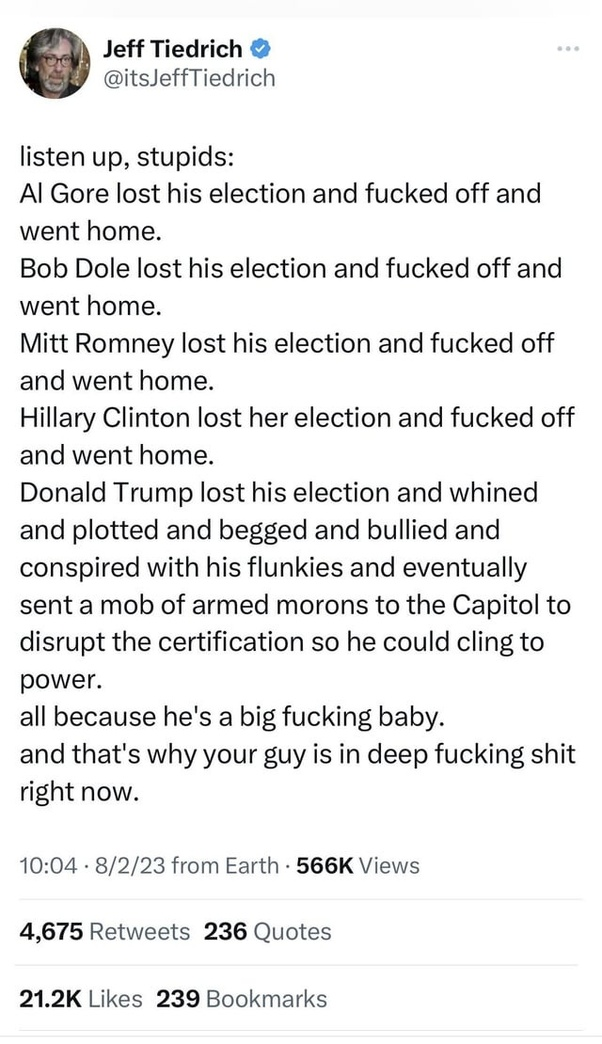 Jeff Tiedrich
@itsJeffTiedrich
listen up, stupids:
Al Gore lost his election and fucked off and
went home.
Bob Dole lost his election and fucked off and
went home.
Mitt Romney lost his election and fucked off
and went home.
Hillary Clinton lost her election and fucked off
and went home.
Donald Trump lost his election and whined
and plotted and begged and bullied and
conspired with his flunkies and eventually
sent a mob of armed morons to the Capitol to
disrupt the certification so he could cling to
power.
all because he's a big fucking baby.
and that's why your guy is in deep fucking shit
right now.
10:04 · 8/2/23 from Earth · 566K Views
4,675 Retweets 236 Quotes
21.2K Likes 239 Bookmarks